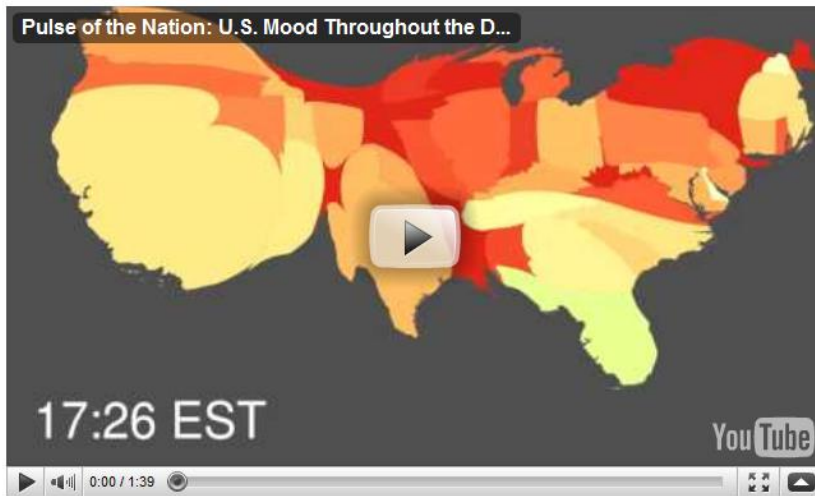 Pulse of the Nation: U.S. Mood Throughout the D...
17:26 EST
YouTube
0:00 / 1:39